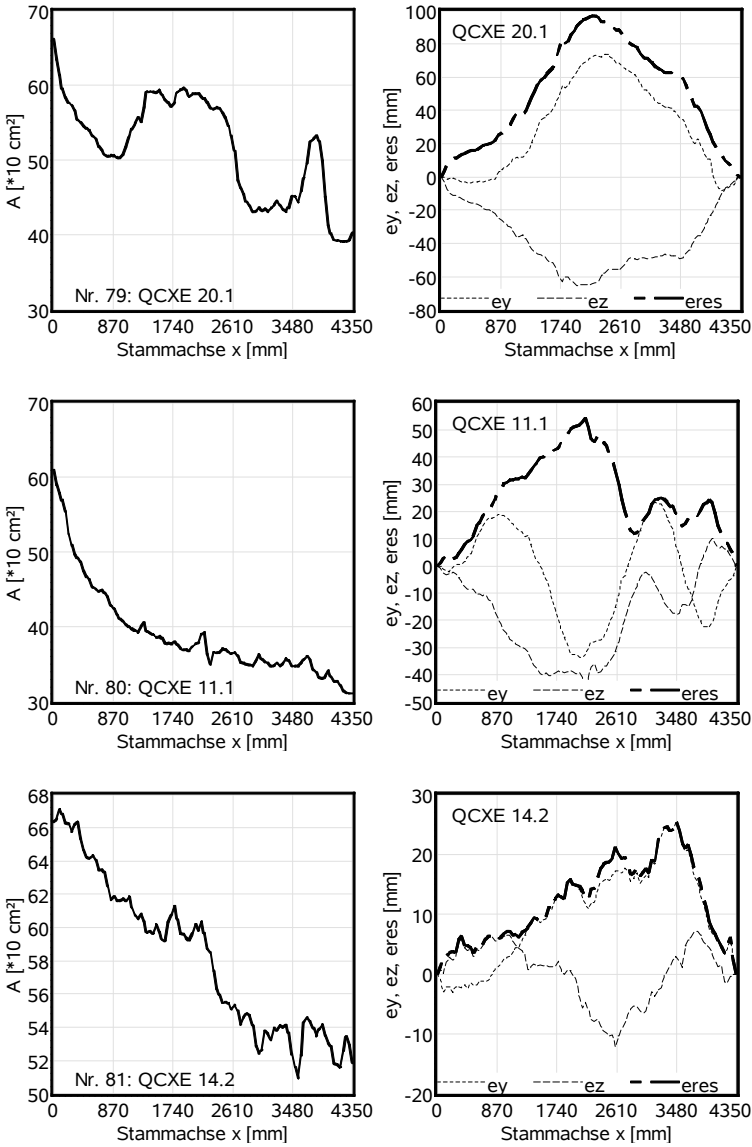 70
60
50
40
30
A [*10 cm²]
Nr. 79: QCXE 20.1
0 870 1740 2610 3480 4350
Stammachse x [mm]
100
80
60
40
20
0
-20
-40
-60
-80
ey, ez, eres [mm]
QCXE 20.1
ey ez eres
0 870 1740 2610 3480 4350
Stammachse x [mm]
70
60
50
40
30
A [*10 cm²]
Nr. 80: QCXE 11.1
0 870 1740 2610 3480 4350
Stammachse x [mm]
60
50
40
30
20
10
0
-10
-20
-30
-40
-50
ey, ez, eres [mm]
QCXE 11.1
ey ez eres
0 870 1740 2610 3480 4350
Stammachse x [mm]
68
66
64
62
60
56
54
52
50
A [*10 cm²]
Nr. 81: QCXE 14.2
0 870 1740 2610 3480 4350
Stammachse x [mm]
30
20
10
0
-10
-20
ey, ez, eres [mm]
QCXE 14.2
ey ez eres
0 870 1740 2610 3480 4350
Stammachse x [mm]